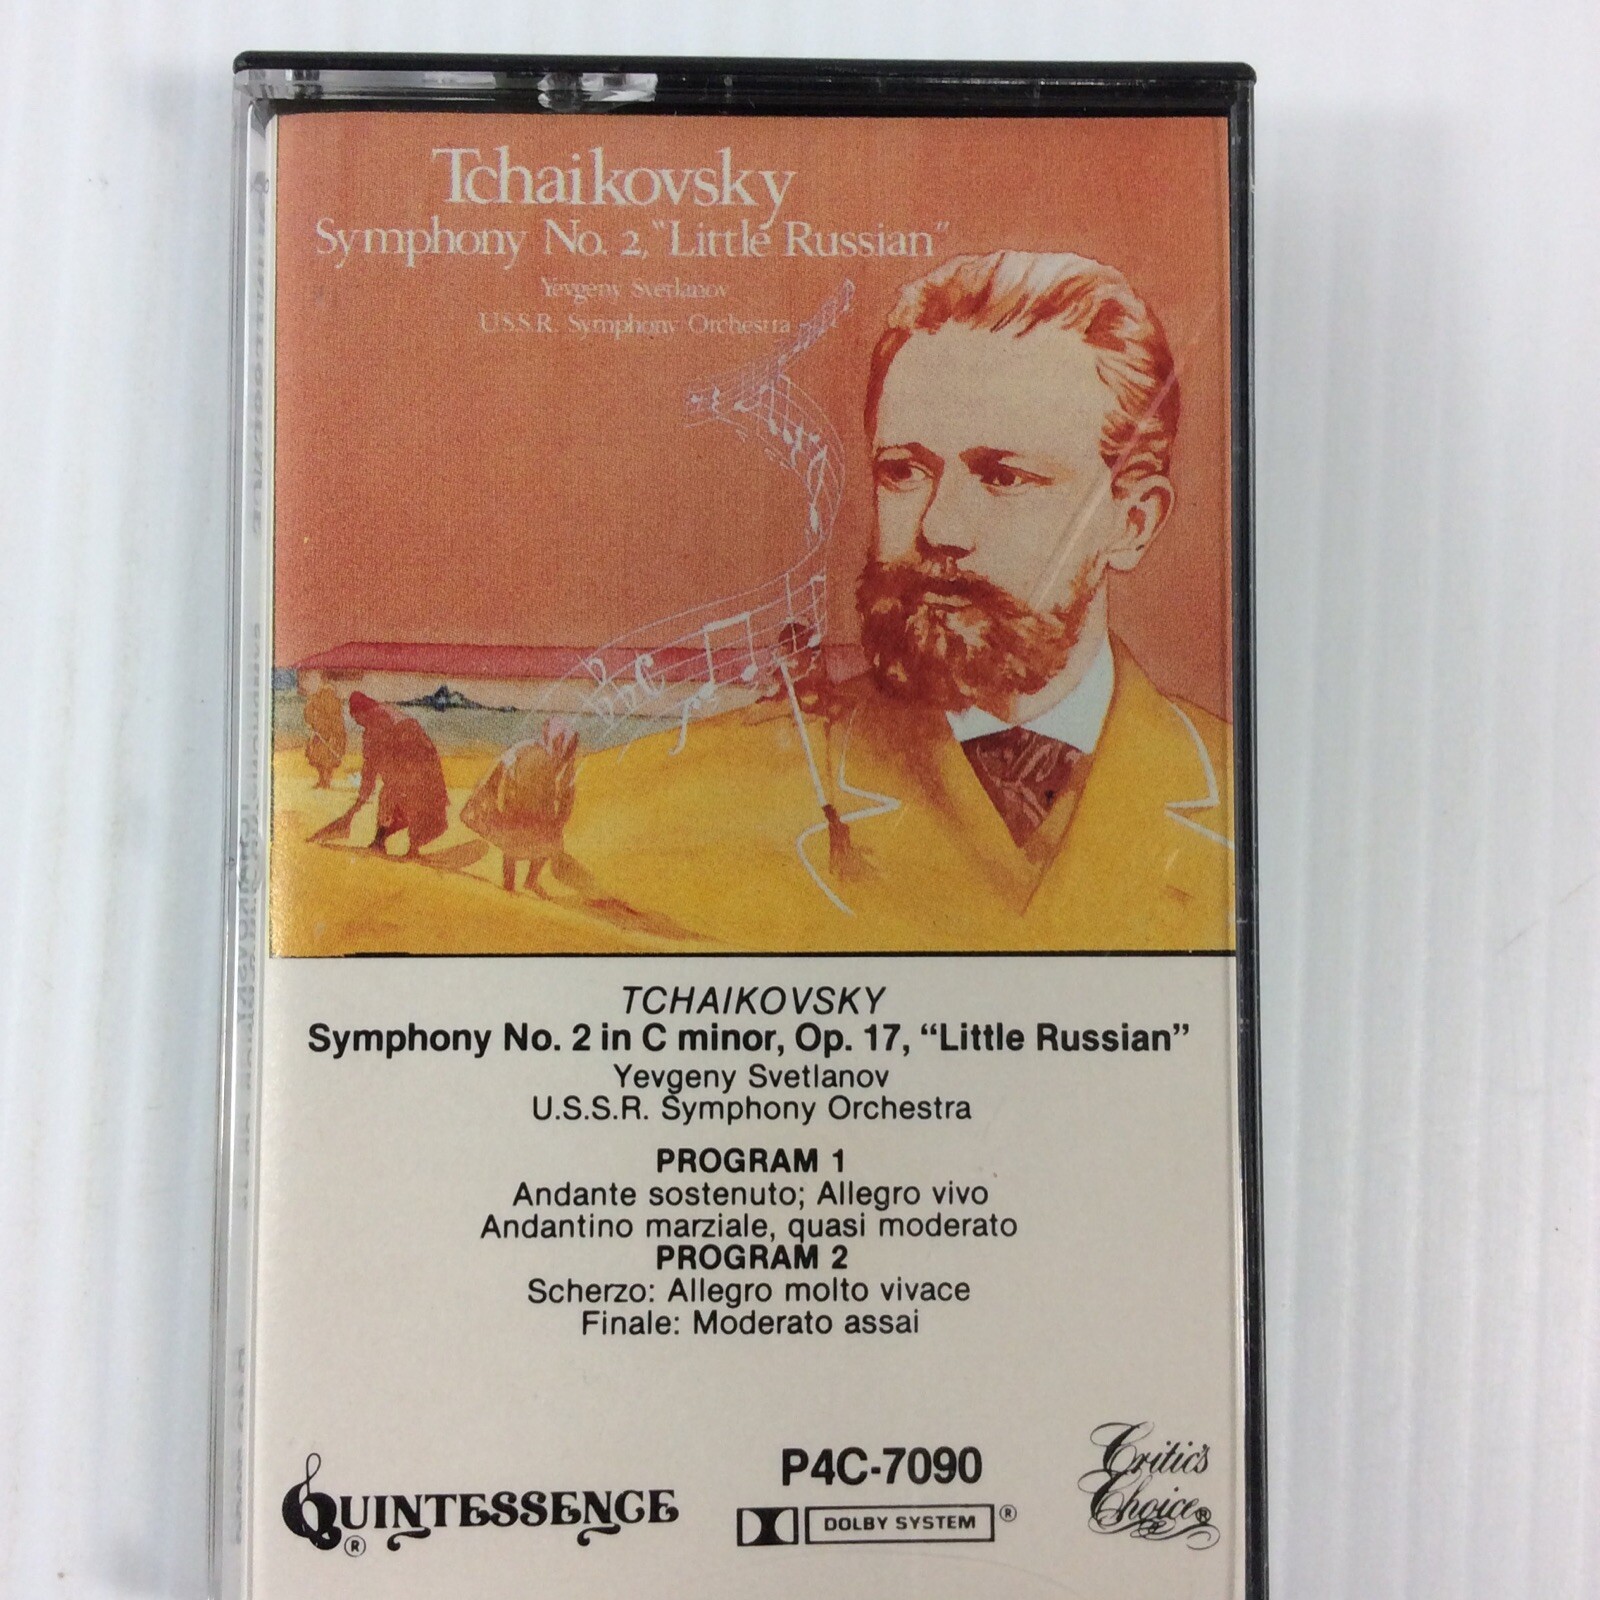 Tchaikovsky
Symphony No. 2, "Little Russian"
Yevgeny Svetlanov
U.S.S.R. Symphony Orchestra
TCHAIKOVSKY
Symphony No. 2 in C minor, Op. 17, “Little Russian”
Yevgeny Svetlanov
U.S.S.R. Symphony Orchestra
PROGRAM 1
Andante sostenuto; Allegro vivo
Andantino marziale, quasi moderato
PROGRAM 2
Scherzo: Allegro molto vivace
Finale: Moderato assai
QUINTESSENCE ®
P4C-7090
DOLBY SYSTEM ®
Critic's
Choice ®